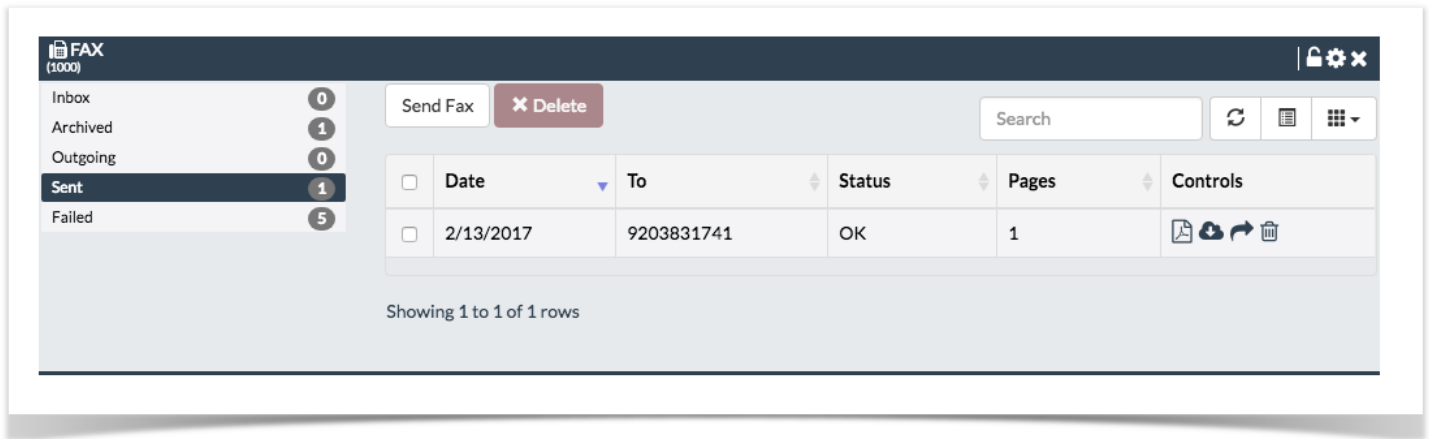 FAX
(1000)
Inbox 0
Archived 1
Outgoing 0
Sent 1
Failed 5
Send Fax Delete
Search
Date To Status Pages Controls
2/13/2017 9203831741 OK 1
Showing 1 to 1 of 1 rows